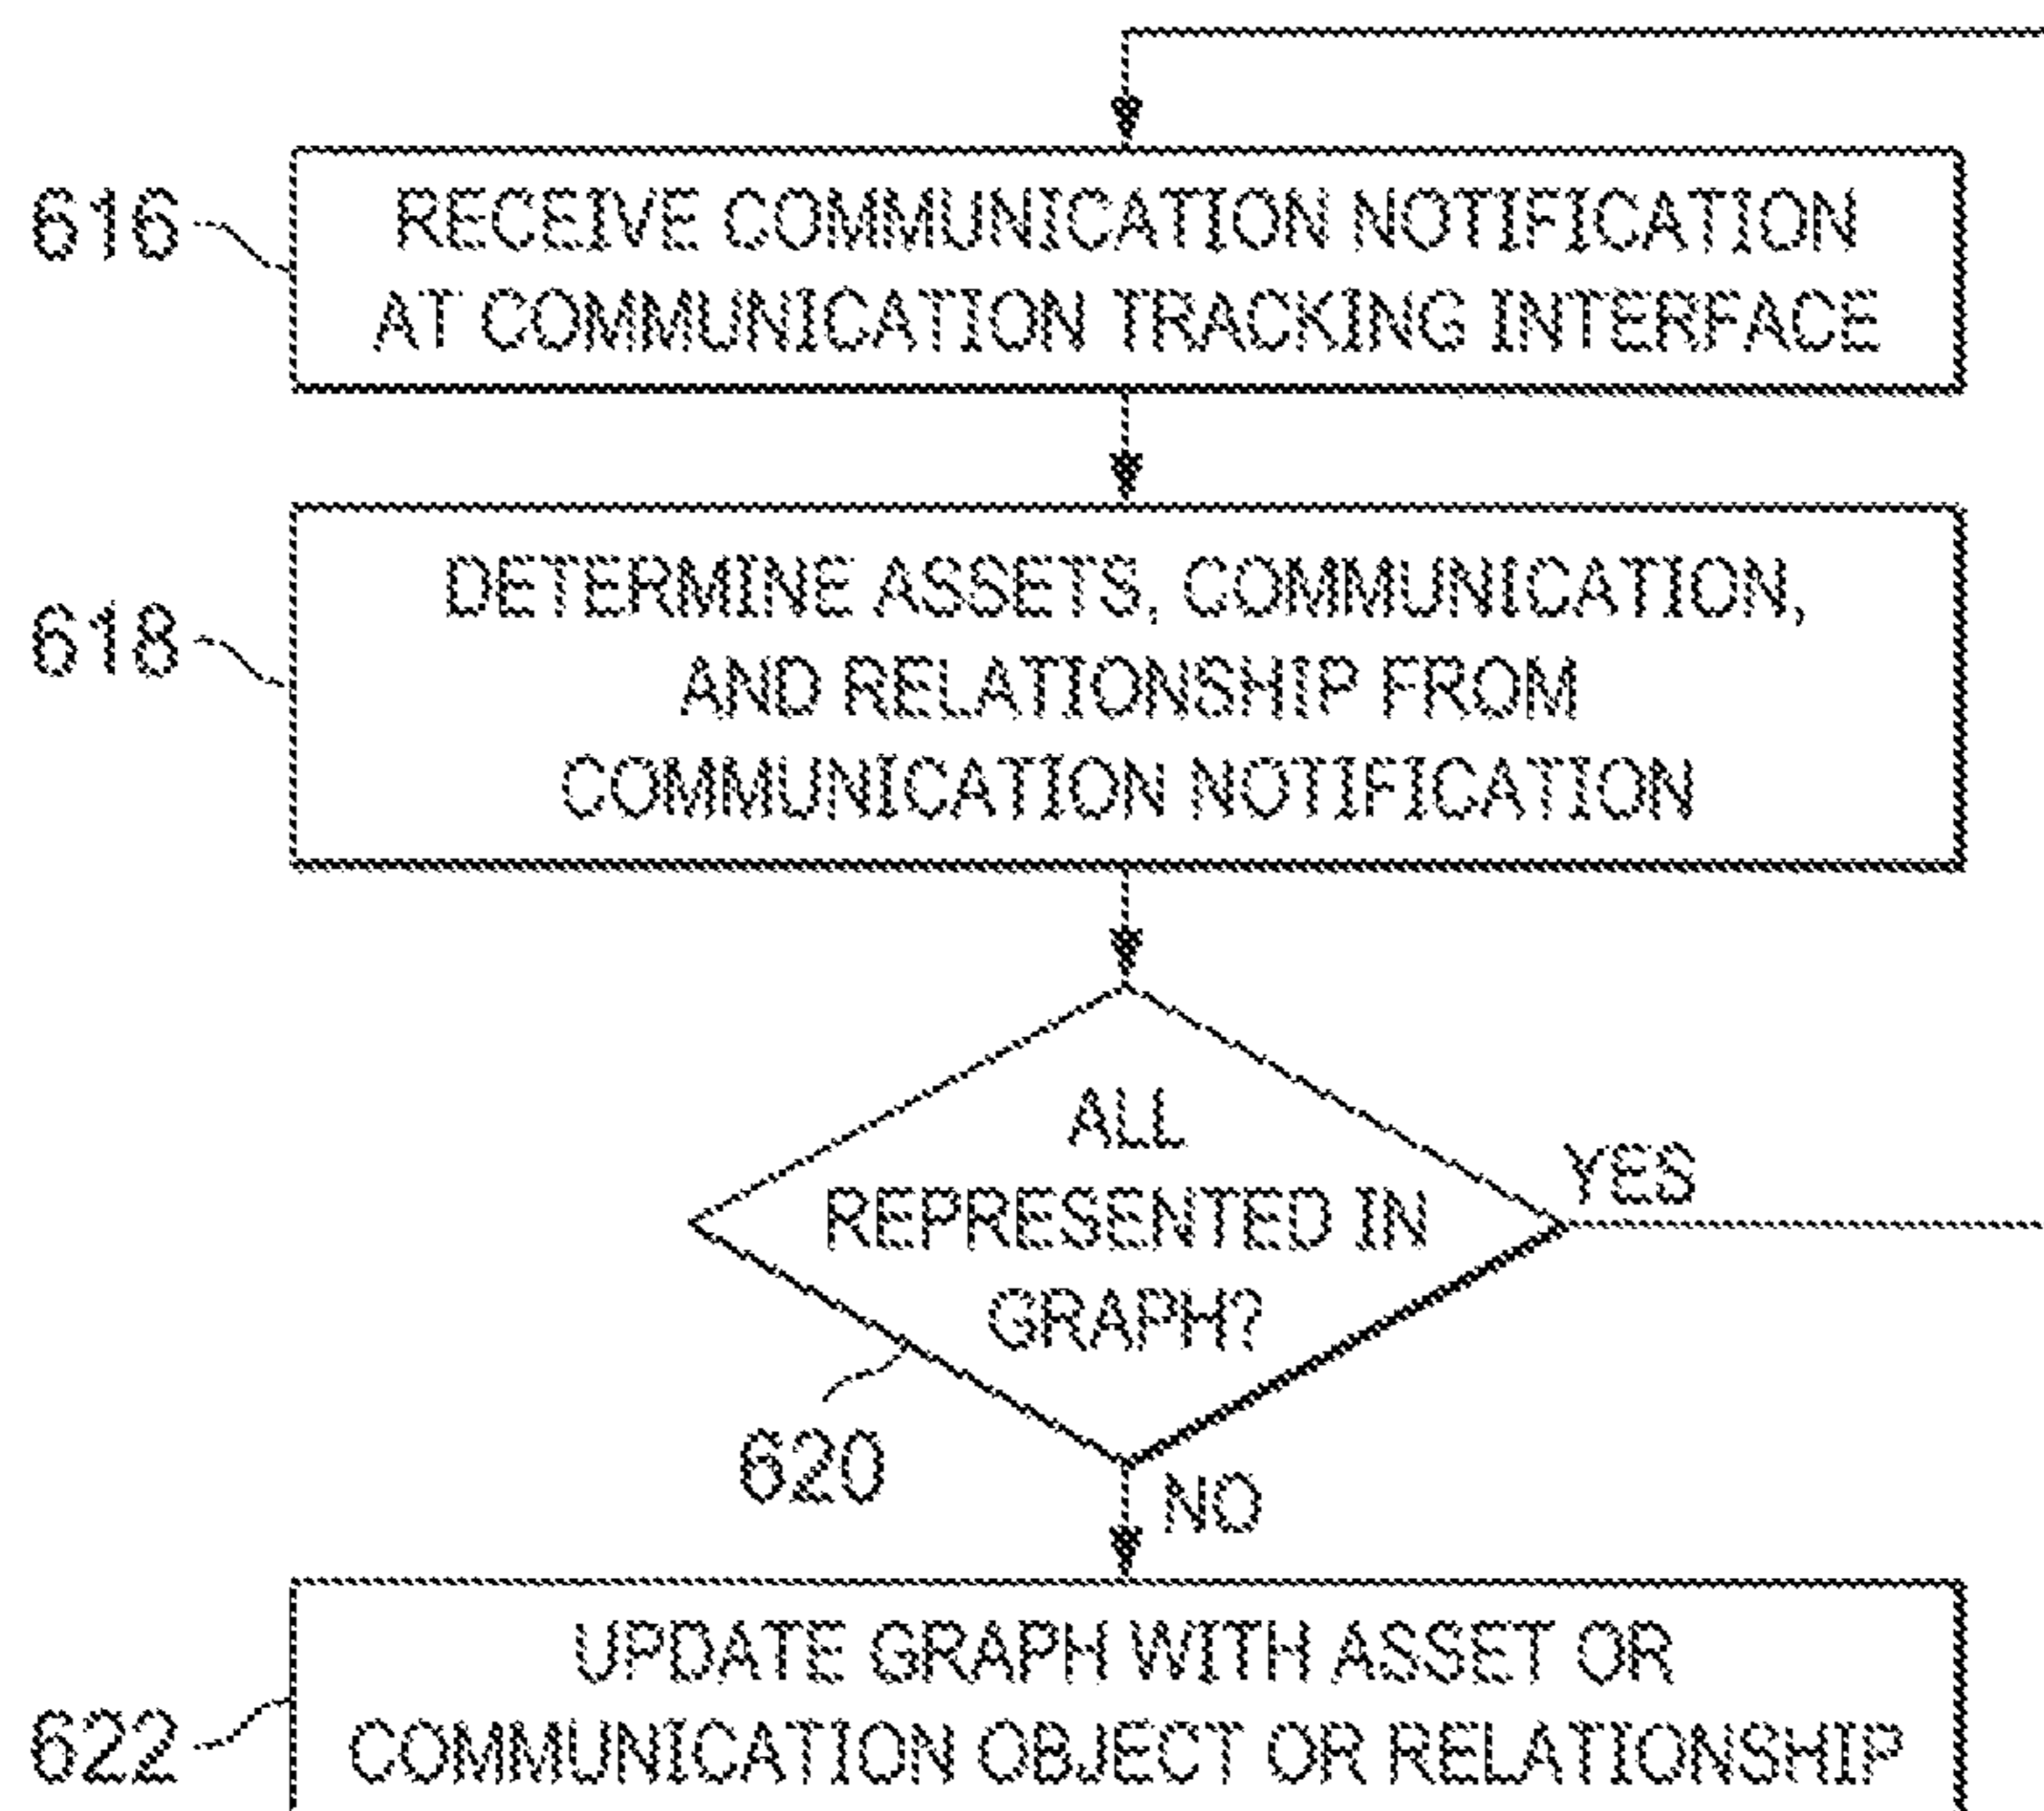 616
RECEIVE COMMUNICATION NOTIFICATION
AT COMMUNICATION TRACKING INTERFACE
618
DETERMINE ASSETS, COMMUNICATION,
AND RELATIONSHIP FROM
COMMUNICATION NOTIFICATION
ALL
REPRESENTED IN
GRAPH?
YES
620
NO
622
UPDATE GRAPH WITH ASSET OR
COMMUNICATION OBJECT OR RELATIONSHIP